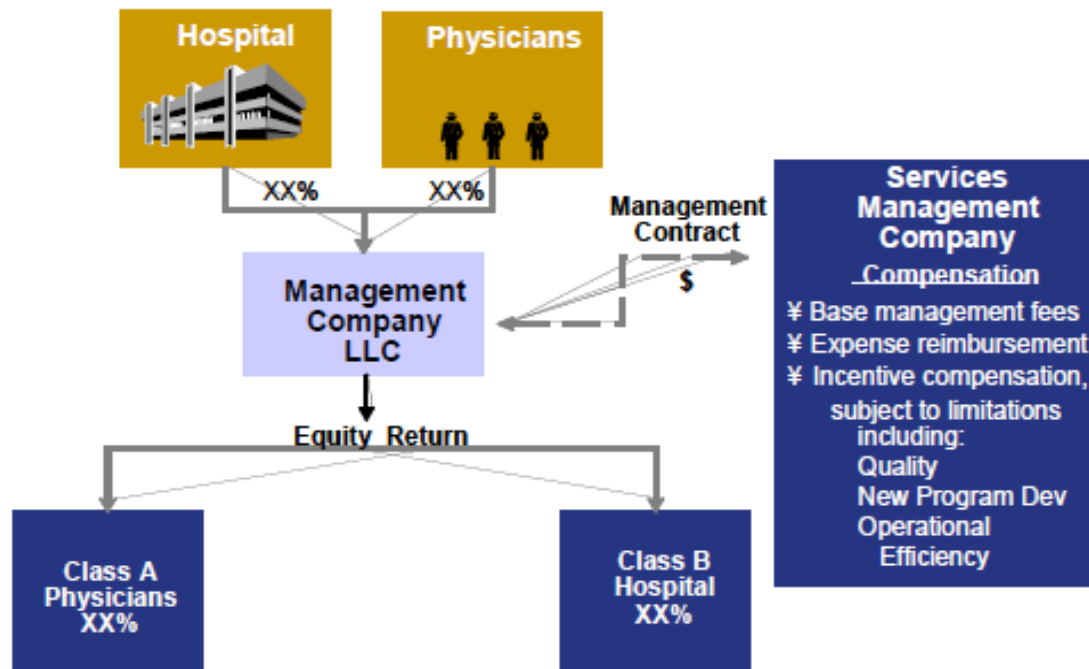 Hospital
Physicians
XX%
XX%
Management
Contract
$
Management
Company
LLC
Equity Return
Class A
Physicians
XX%
Class B
Hospital
XX%
Services
Management
Company
Compensation
¥ Base management fees
¥ Expense reimbursement
¥ Incentive compensation,
subject to limitations
including:
Quality
New Program Dev
Operational
Efficiency